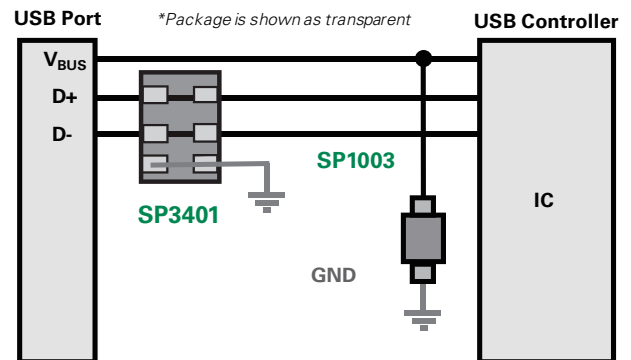 USB Port
*Package is shown as transparent
USB Controller
VBUS
D+
D-
SP1003
SP3401
IC
GND